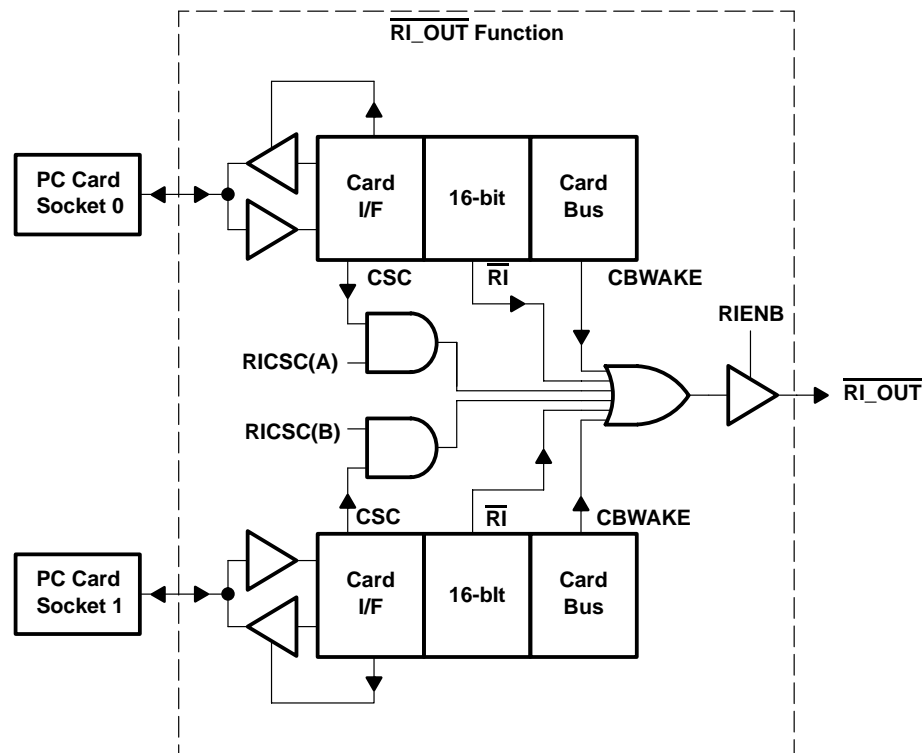 RI_OUT Function
PC Card
Socket 0
Card
I/F
16-bit
Card
Bus
CSC
RI
CBWAKE
RIENB
RICSC(A)
RI_OUT
RICSC(B)
CSC
RI
CBWAKE
PC Card
Socket 1
Card
I/F
16-blt
Card
Bus